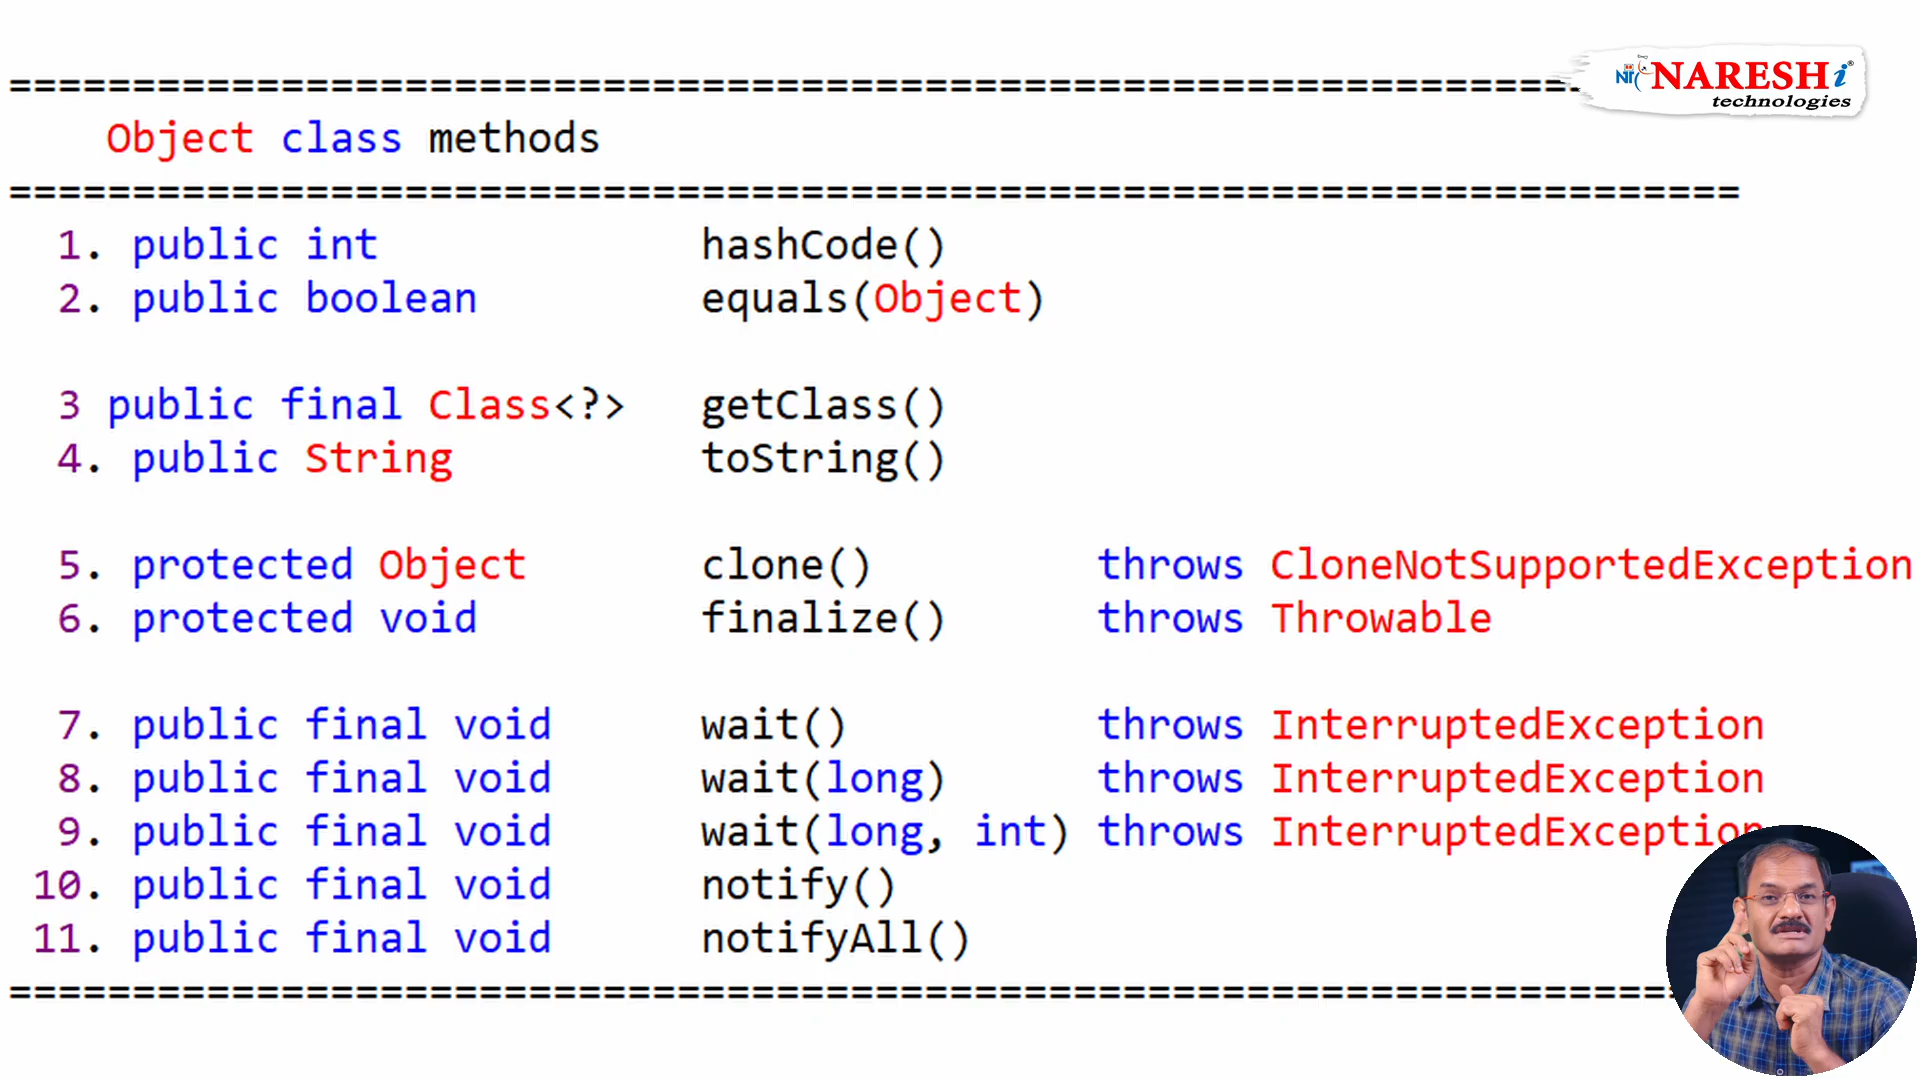 NARESH i
technologies
======================================================================
Object class methods
======================================================================
1. public int hashCode()
2. public boolean equals(Object)
3 public final Class<?> getClass()
4. public String toString()
5. protected Object clone() throws CloneNotSupportedException
6. protected void finalize() throws Throwable
7. public final void wait() throws InterruptedException
8. public final void wait(long) throws InterruptedException
9. public final void wait(long, int) throws InterruptedException
10. public final void notify()
11. public final void notifyAll()
======================================================================